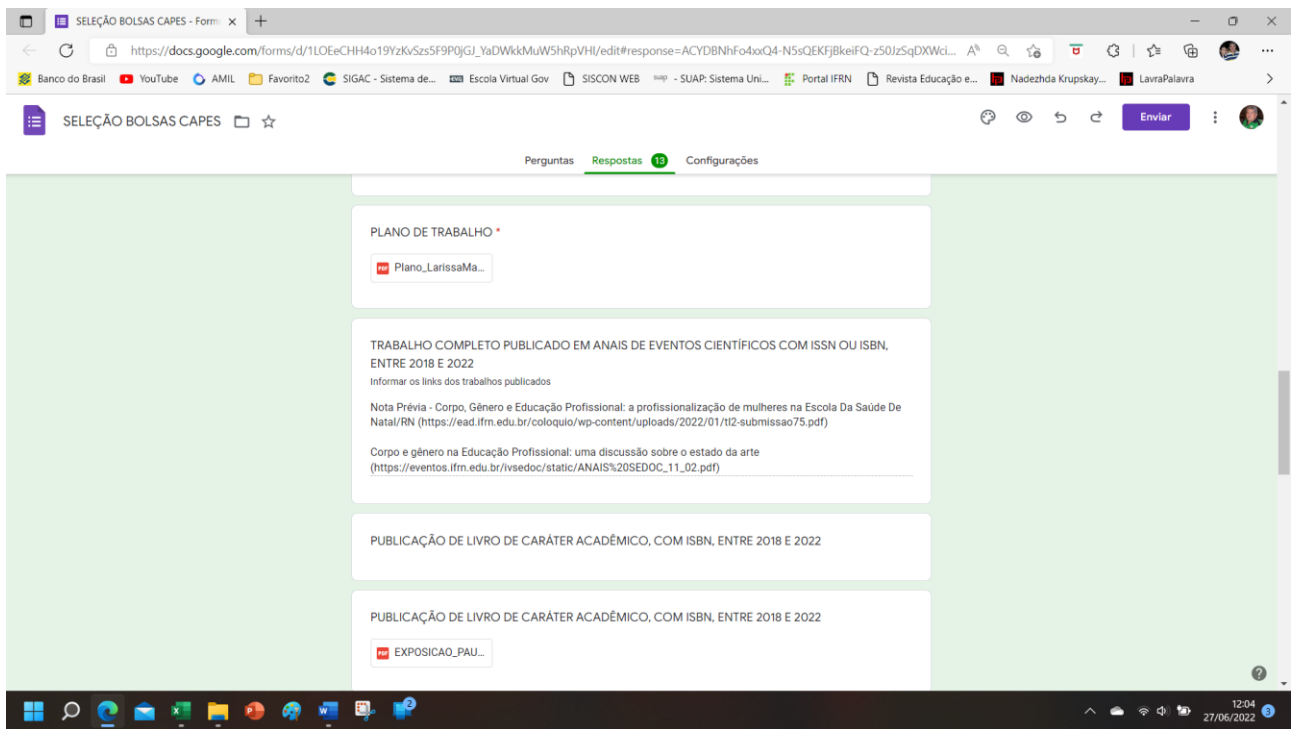 SELEÇÃO BOLSAS CAPES - Form
https://docs.google.com/forms/d/1LOEeCHH4o19YzKvSzs5F9P0jGJ_YaDWkkMuW5hRpVHI/edit#response=ACYDBNhFo4xxQ4-N5sQEKFjBkeiFQ-z50JzSqDXWci...
Banco do Brasil YouTube AMIL Favorito2 SIGAC - Sistema de... Escola Virtual Gov SISCON WEB - SUAP: Sistema Uni... Portal IFRN Revista Educação e... Nadezhda Krupskay... LavraPalavra
SELEÇÃO BOLSAS CAPES
Enviar
Perguntas Respostas 13 Configurações
PLANO DE TRABALHO *
PDF Plano_LarissaMa...
TRABALHO COMPLETO PUBLICADO EM ANAIS DE EVENTOS CIENTÍFICOS COM ISSN OU ISBN,
ENTRE 2018 E 2022
Informar os links dos trabalhos publicados
Nota Prévia - Corpo, Gênero e Educação Profissional: a profissionalização de mulheres na Escola Da Saúde De
Natal/RN (https://ead.ifrn.edu.br/coloquio/wp-content/uploads/2022/01/tl2-submissao75.pdf)
Corpo e gênero na Educação Profissional: uma discussão sobre o estado da arte
(https://eventos.ifrn.edu.br/ivsedoc/static/ANAIS%20SEDOC_11_02.pdf)
PUBLICAÇÃO DE LIVRO DE CARÁTER ACADÊMICO, COM ISBN, ENTRE 2018 E 2022
PUBLICAÇÃO DE LIVRO DE CARÁTER ACADÊMICO, COM ISBN, ENTRE 2018 E 2022
PDF EXPOSICAO_PAU...
12:04
27/06/2022